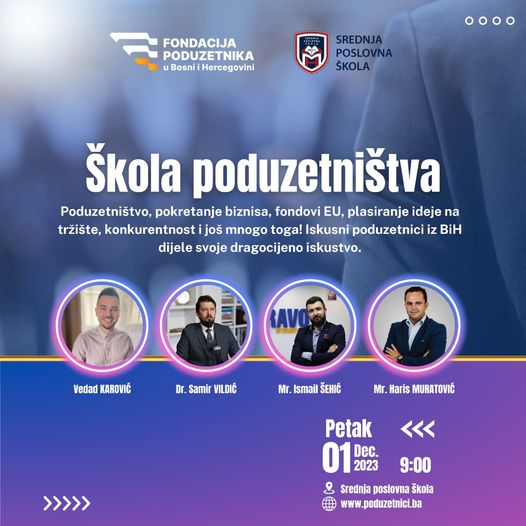 FONDACIJA
PODUZETNIKA
u Bosni i Hercegovini
SREDNJA
POSLOVNA
ŠKOLA
Škola poduzetništva
Poduzetništvo, pokretanje biznisa, fondovi EU, plasiranje ideje na
tržište, konkurentnost i još mnogo toga! Iskusni poduzetnici iz BiH
dijele svoje dragocijeno iskustvo.
RAVO
Vedad KAROVIĆ
Dr. Samir VILDIĆ
Mr. Ismail ŠEHIĆ
Mr. Haris MURATOVIĆ
Petak
01 Dec.
2023
9:00
Srednja poslovna škola
www.poduzetnici.ba